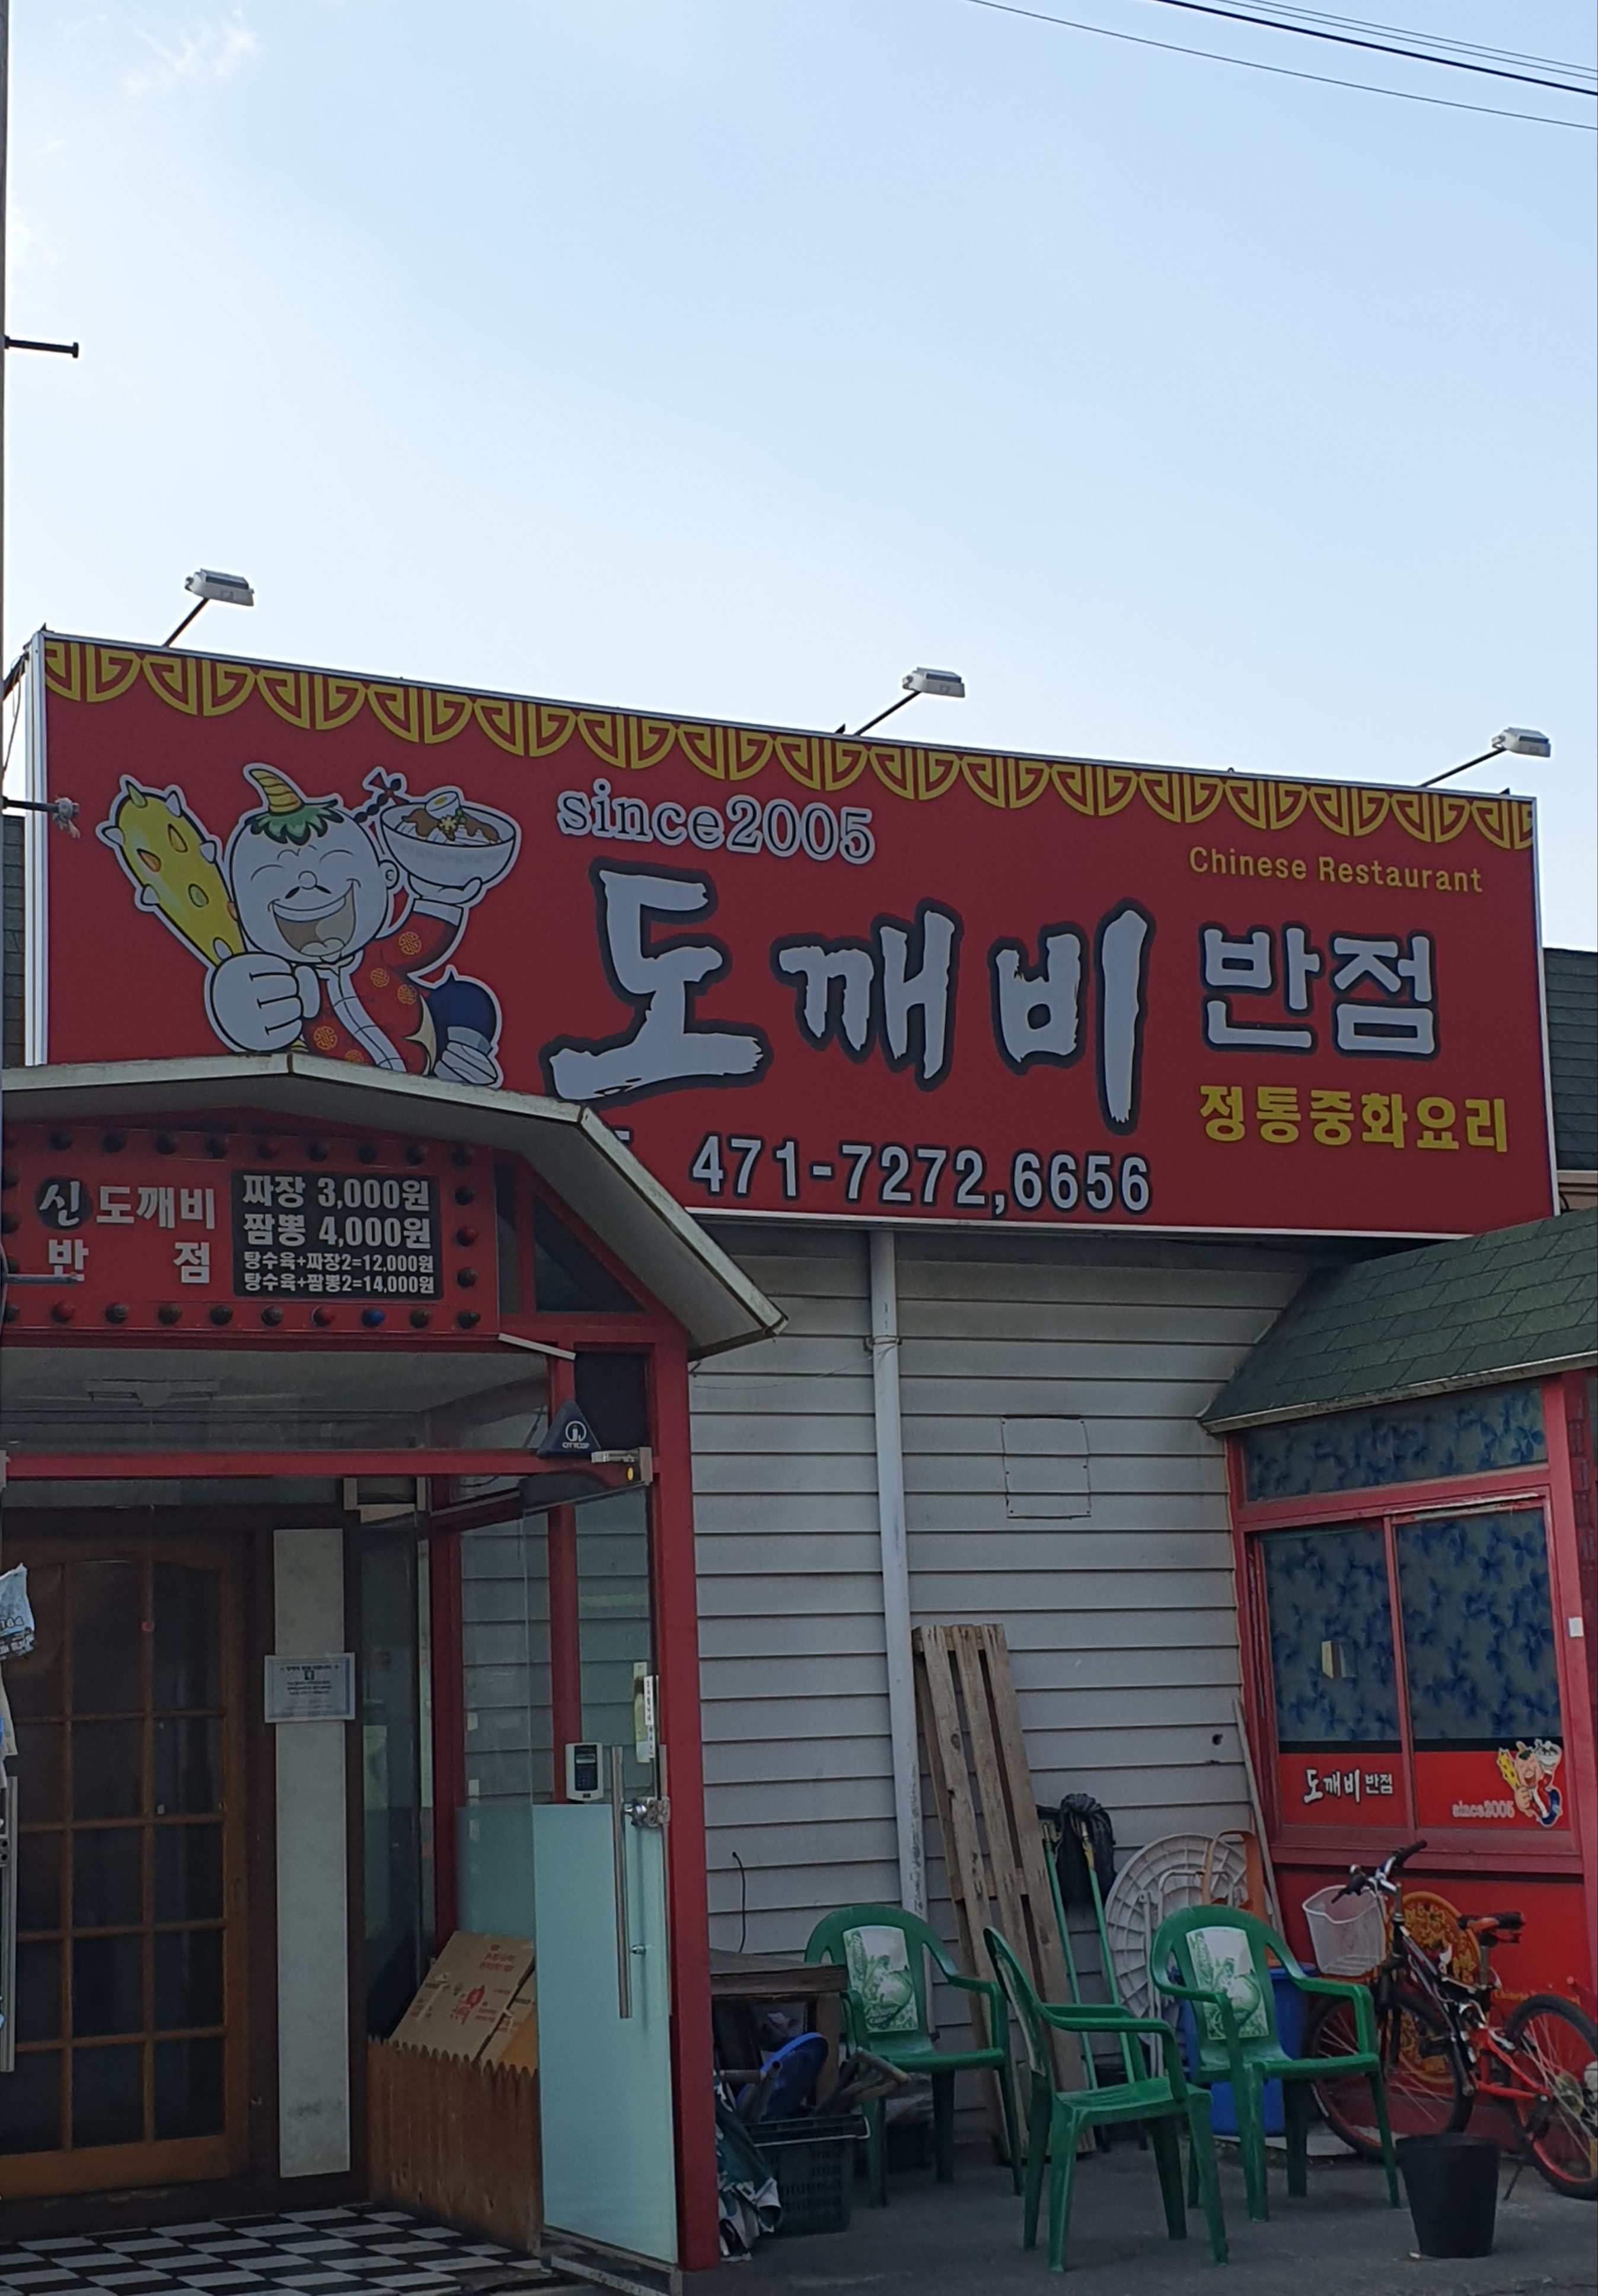 since2005
Chinese Restaurant
도깨비 반점
정통중화요리
471-7272,6656
신 도깨비
반 점
짜장 3,000원
짬뽕 4,000원
탕수육+짜장2=12,000원
탕수육+짬뽕2=14,000원
도깨비반점
since2005